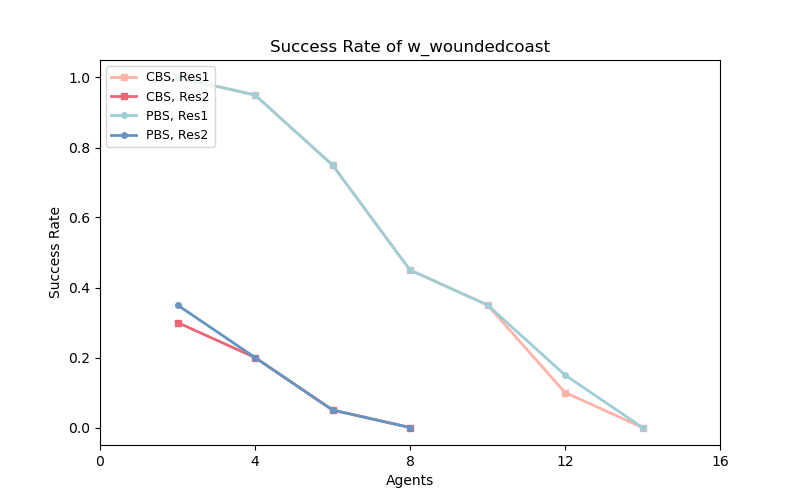 Success Rate of w_woundedcoast
CBS, Res1
CBS, Res2
PBS, Res1
PBS, Res2
1.0
0.8
0.6
0.4
0.2
0.0
Success Rate
0 4 8 12 16
Agents